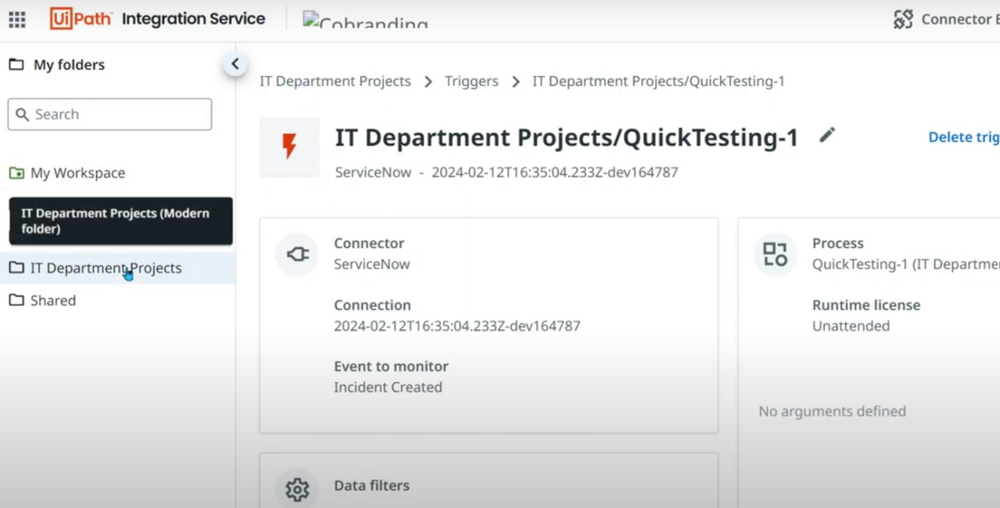 UiPath Integration Service
Cobranding
Connector
My folders
Search
My Workspace
IT Department Projects (Modern
folder)
IT Department Projects
Shared
IT Department Projects > Triggers > IT Department Projects/QuickTesting-1
IT Department Projects/QuickTesting-1
Delete trig
ServiceNow - 2024-02-12T16:35:04.233Z-dev164787
Connector
ServiceNow
Connection
2024-02-12T16:35:04.233Z-dev164787
Event to monitor
Incident Created
Process
QuickTesting-1 (IT Departme
Runtime license
Unattended
No arguments defined
Data filters